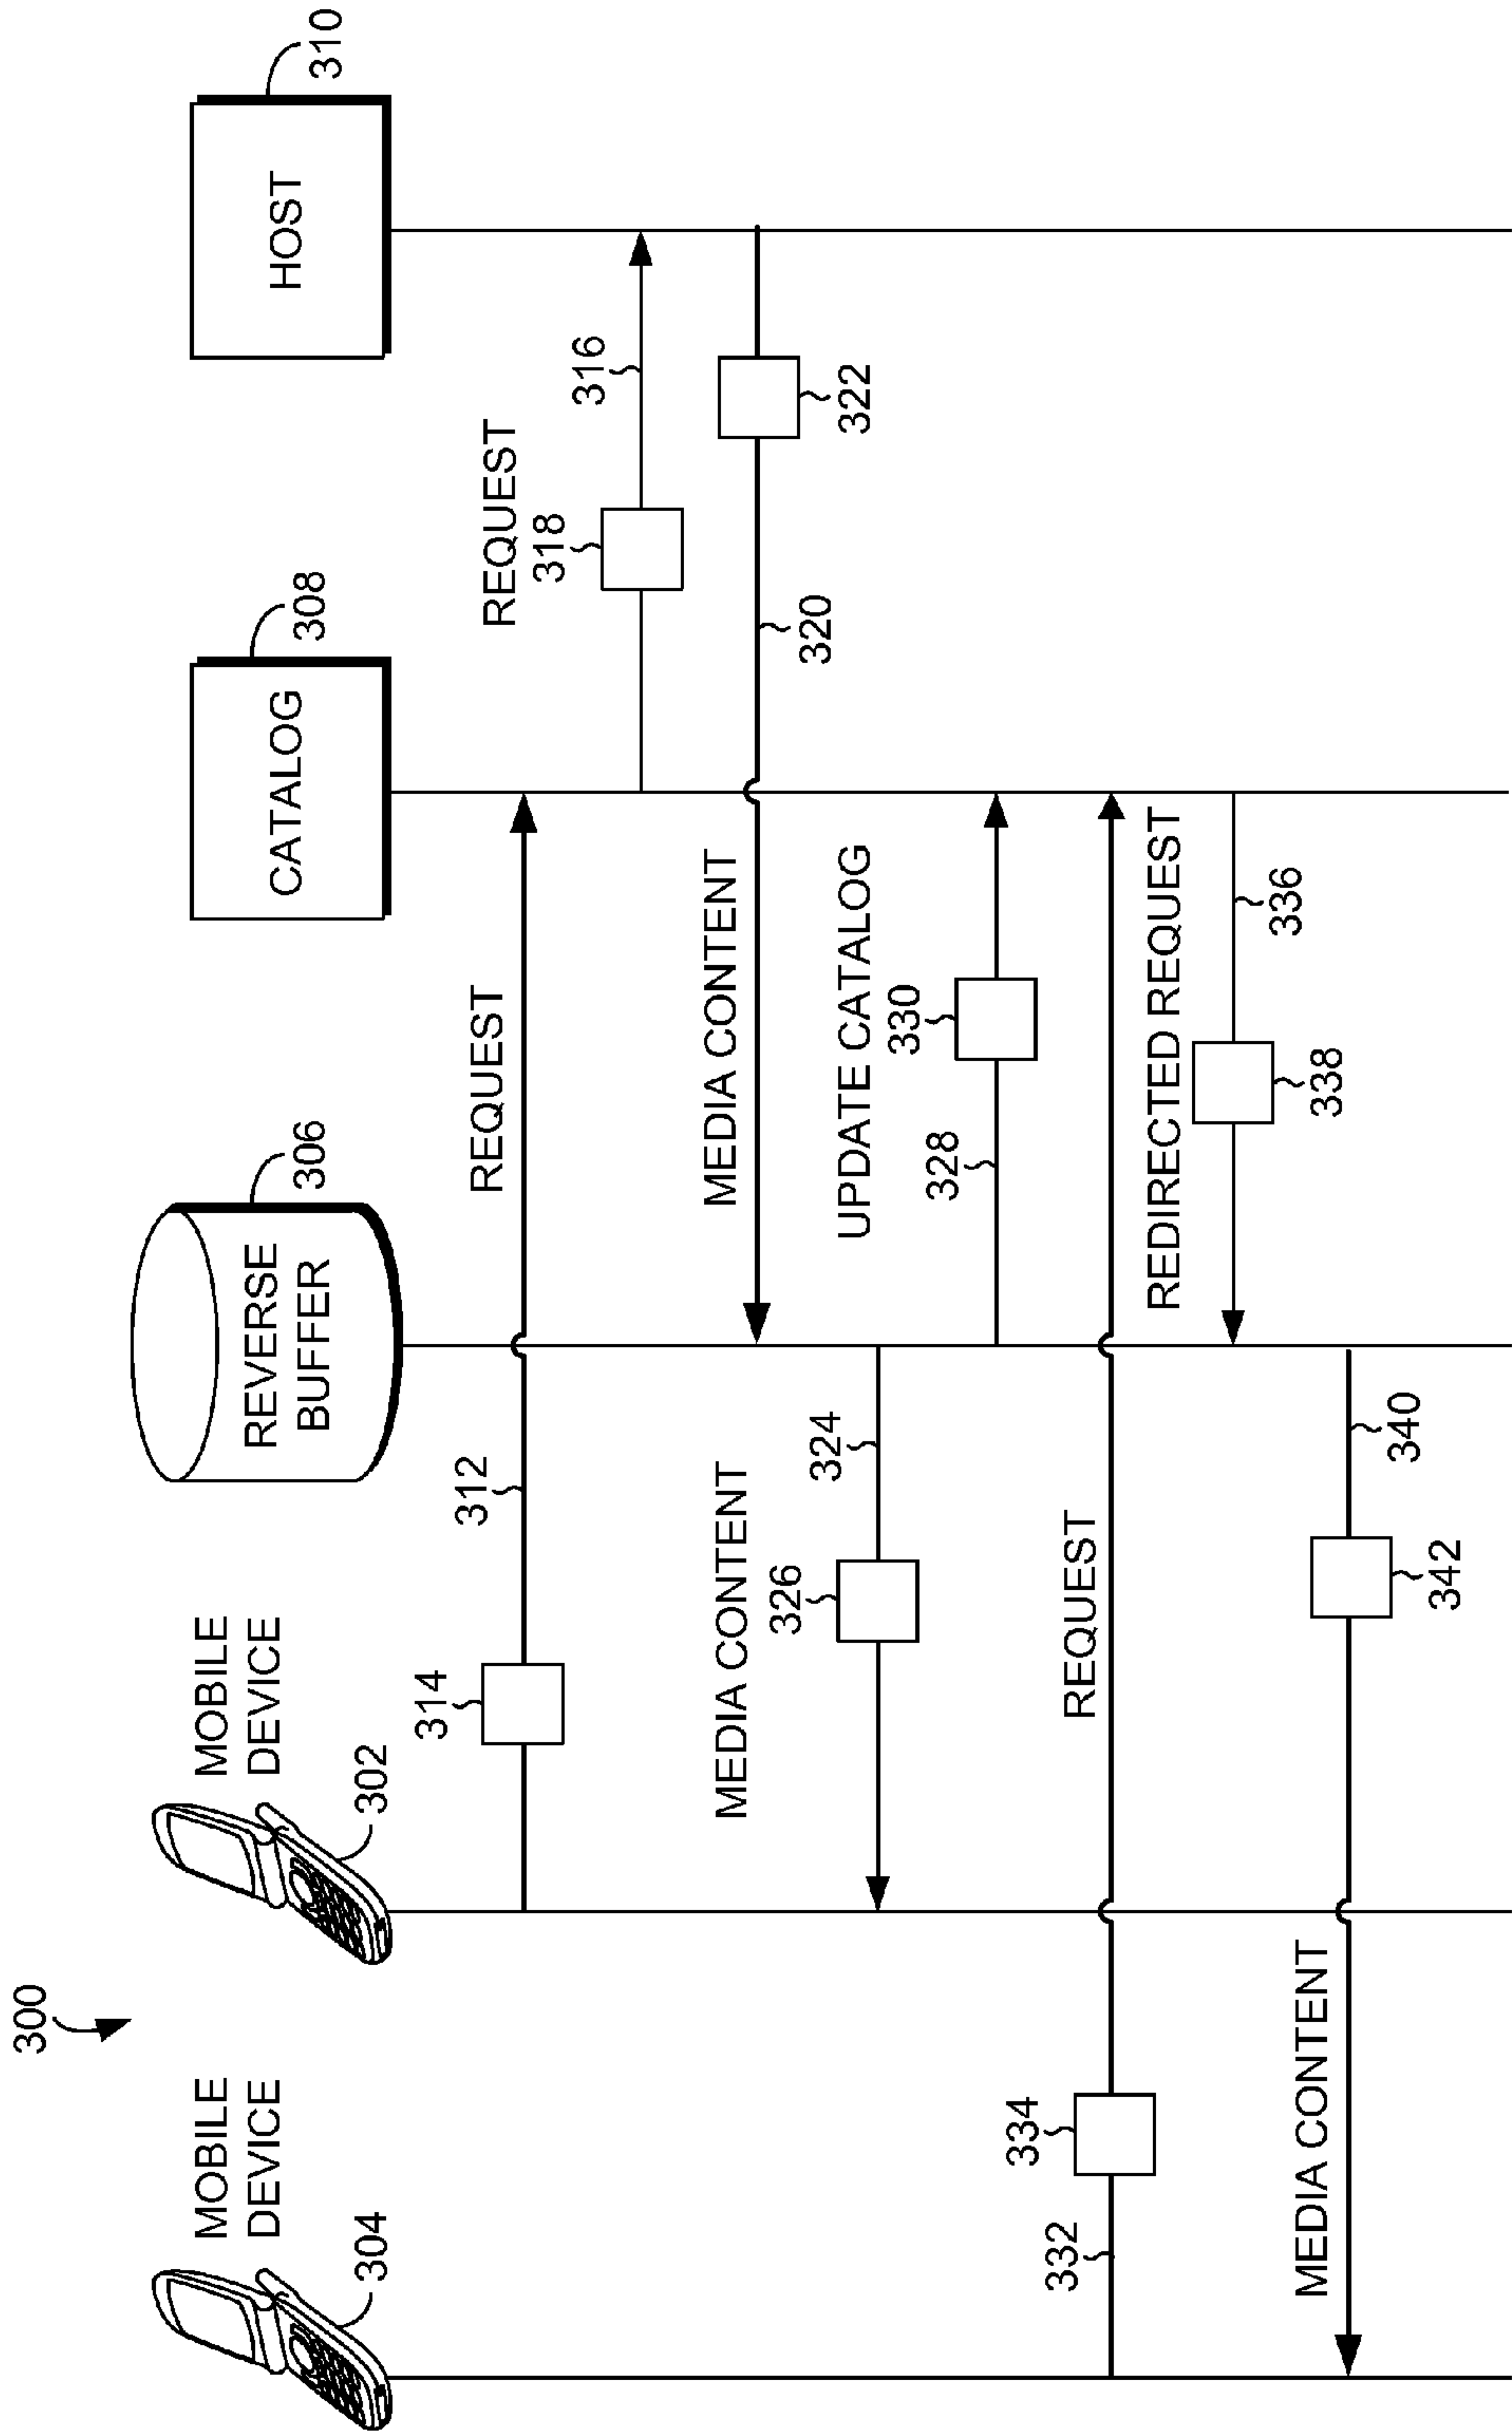 300
MOBILE
DEVICE
304
MOBILE
DEVICE
302
REVERSE
BUFFER
306
CATALOG
308
HOST
310
314
312
REQUEST
REQUEST
318
316
MEDIA CONTENT
320
322
MEDIA CONTENT
326
324
UPDATE CATALOG
328
330
332
334
REQUEST
REDIRECTED REQUEST
338
336
MEDIA CONTENT
342
340